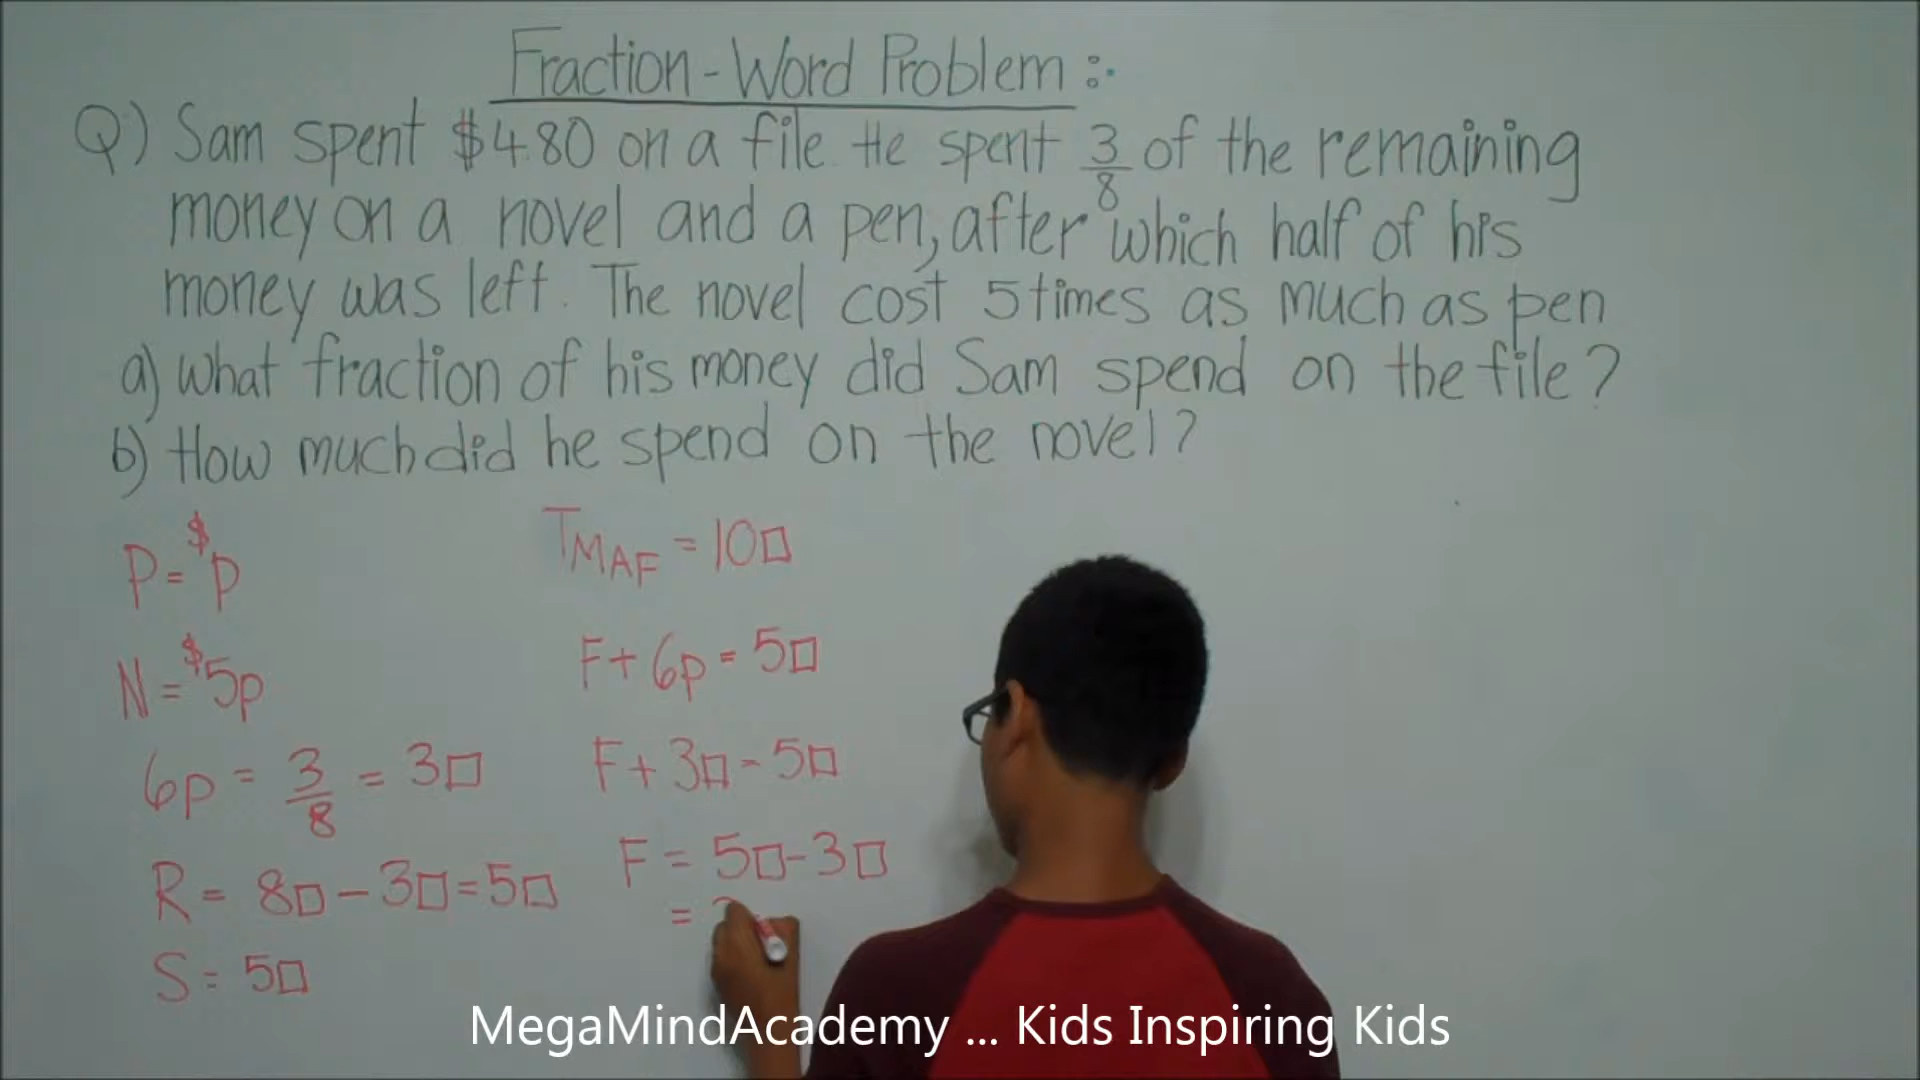 Fraction - Word Problem :-
Q) Sam spent $4.80 on a file. He spent 3/8 of the remaining
money on a novel and a pen, after which half of his
money was left. The novel cost 5 times as much as pen
a) What fraction of his money did Sam spend on the file?
b) How much did he spend on the novel?
P = $p
N = $5p
6p = 3/8 = 3□
R = 8□ - 3□ = 5□
S = 5□
TMAF = 10□
F + 6p = 5□
F + 3□ = 5□
F = 5□ - 3□
=
MegaMindAcademy ... Kids Inspiring Kids